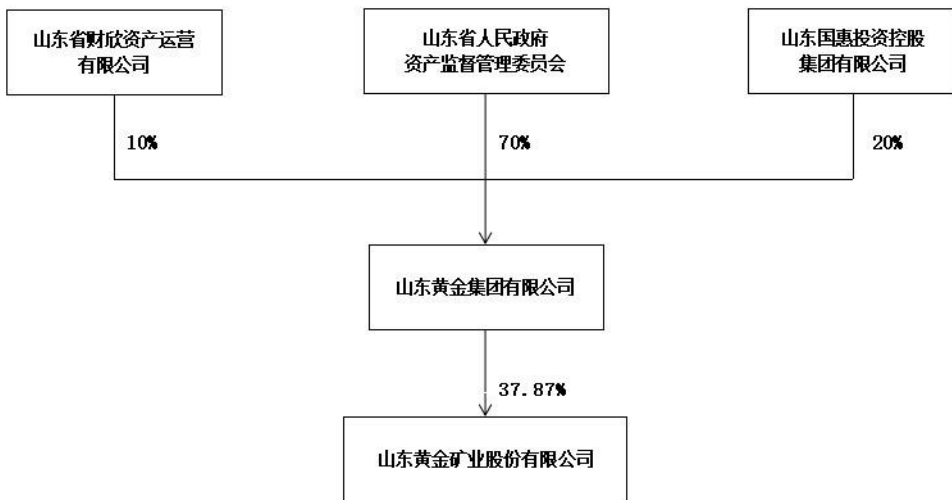 山东省财欣资产运营
有限公司
山东省人民政府
资产监督管理委员会
山东国惠投资控股
集团有限公司
10%
70%
20%
山东黄金集团有限公司
37.87%
山东黄金矿业股份有限公司